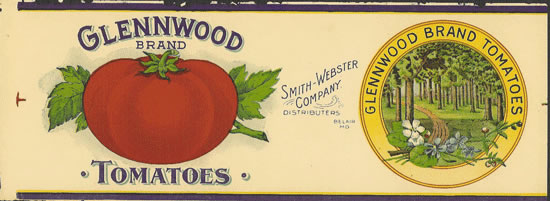 GLENNWOOD
BRAND
• TOMATOES •
SMITH-WEBSTER
COMPANY.
DISTRIBUTERS
BELAIR
MD.
GLENNWOOD BRAND TOMATOES